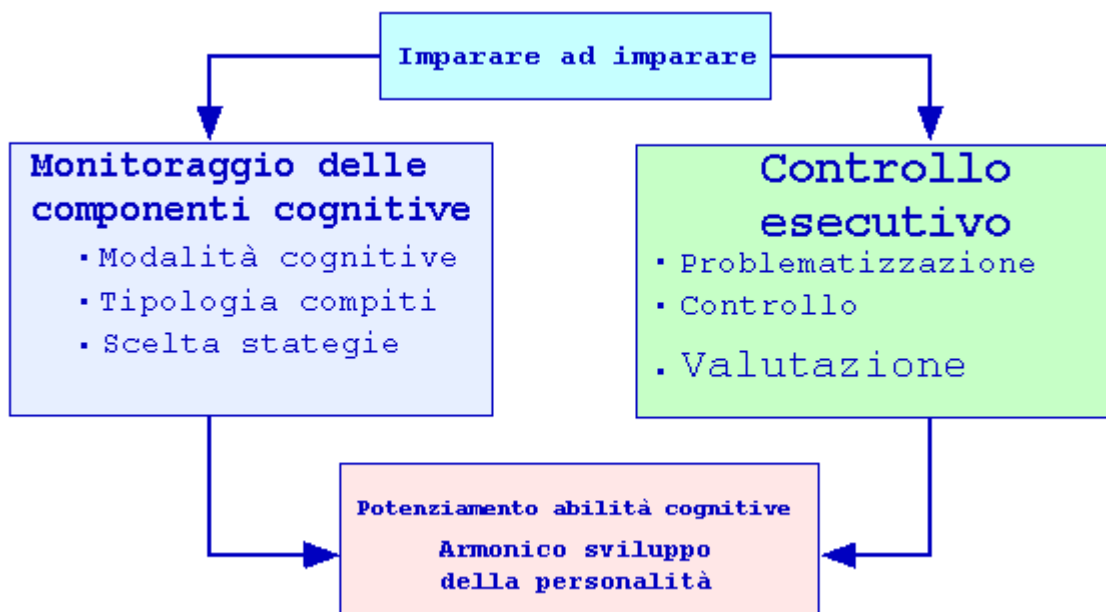 Imparare ad imparare
Monitoraggio delle
componenti cognitive
▪ Modalità cognitive
▪ Tipologia compiti
▪ Scelta stategie
Controllo
esecutivo
▪ Problematizzazione
▪ Controllo
▪ Valutazione
Potenziamento abilità cognitive
Armonico sviluppo
della personalità